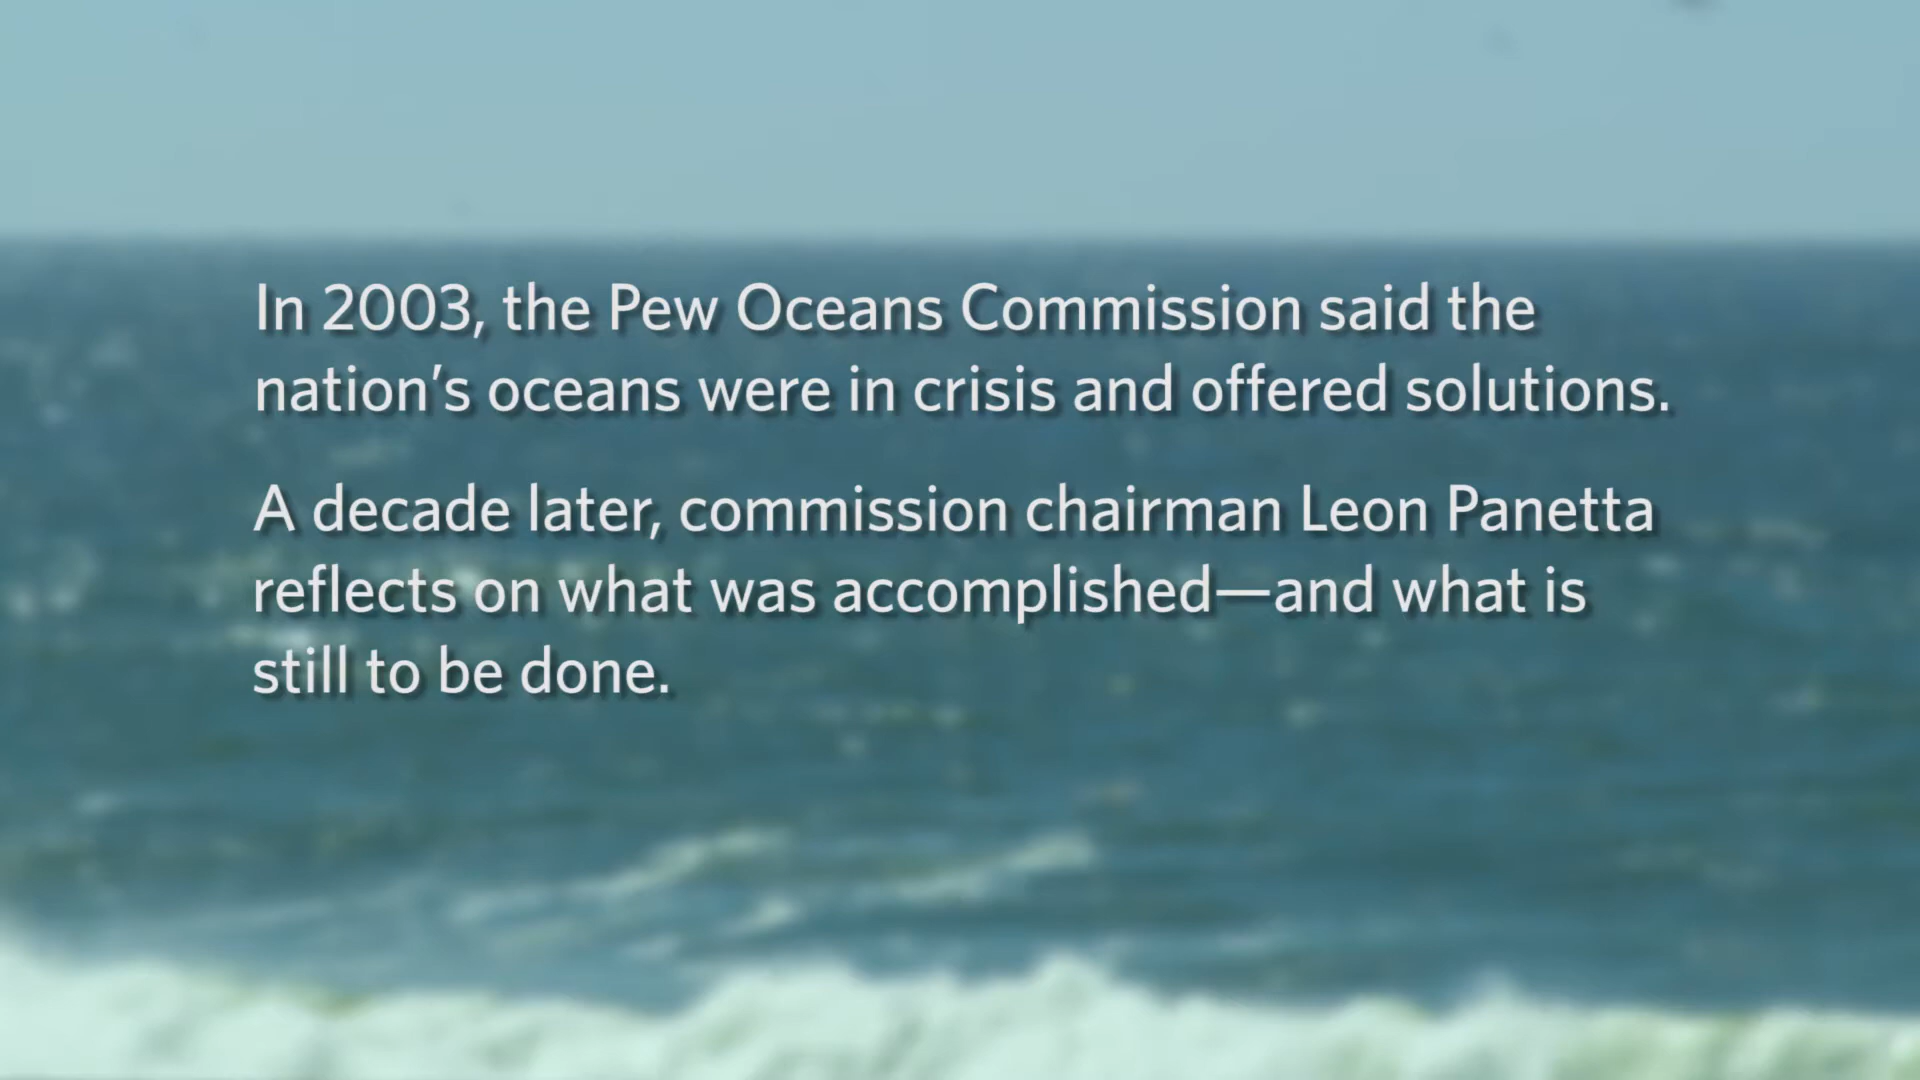 In 2003, the Pew Oceans Commission said the
nation’s oceans were in crisis and offered solutions.
A decade later, commission chairman Leon Panetta
reflects on what was accomplished—and what is
still to be done.